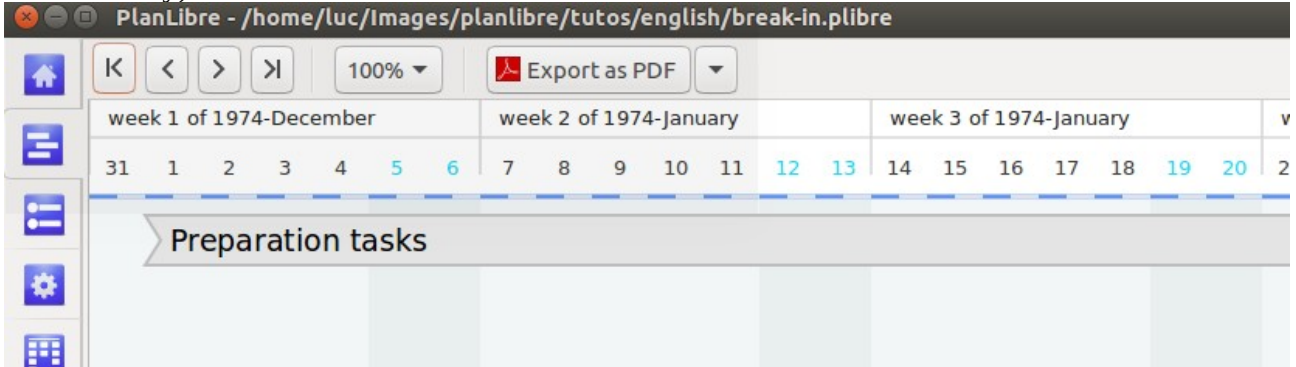 PlanLibre - /home/luc/Images/planlibre/tutos/english/break-in.plibre
100% Export as PDF
week 1 of 1974-December week 2 of 1974-January week 3 of 1974-January
31 1 2 3 4 5 6 7 8 9 10 11 12 13 14 15 16 17 18 19 20
Preparation tasks